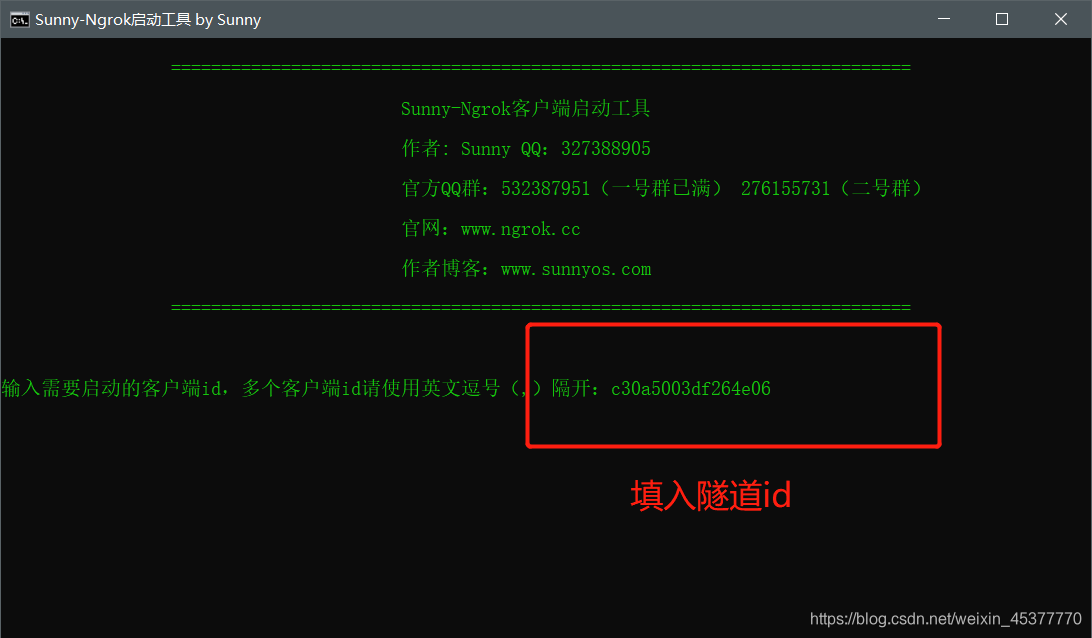 Sunny-Ngrok启动工具 by Sunny
==========================================================================
Sunny-Ngrok客户端启动工具
作者: Sunny QQ：327388905
官方QQ群：532387951（一号群已满） 276155731（二号群）
官网：www.ngrok.cc
作者博客：www.sunnyos.com
==========================================================================
输入需要启动的客户端id，多个客户端id请使用英文逗号（,）隔开：c30a5003df264e06
填入隧道id
https://blog.csdn.net/weixin_45377770